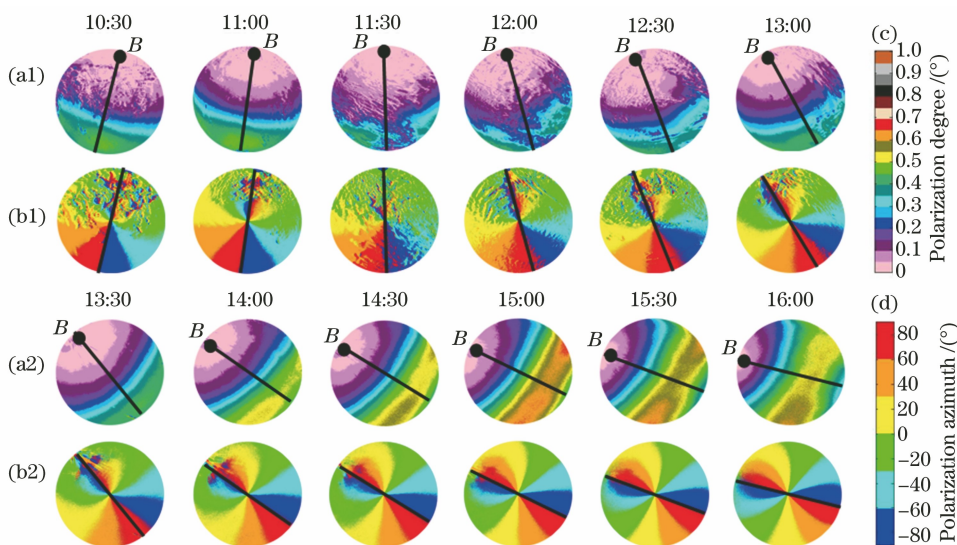 10:30 11:00 11:30 12:00 12:30 13:00
(a1) B B B B B B
(b1)
13:30 14:00 14:30 15:00 15:30 16:00
(a2) B B B B B B
(b2)
(c)
1.0
0.9
0.8
0.7
0.6
0.5
0.4
0.3
0.2
0.1
0
Polarization degree /(°)
(d)
80
60
40
20
0
−20
−40
−60
−80
Polarization azimuth /(°)